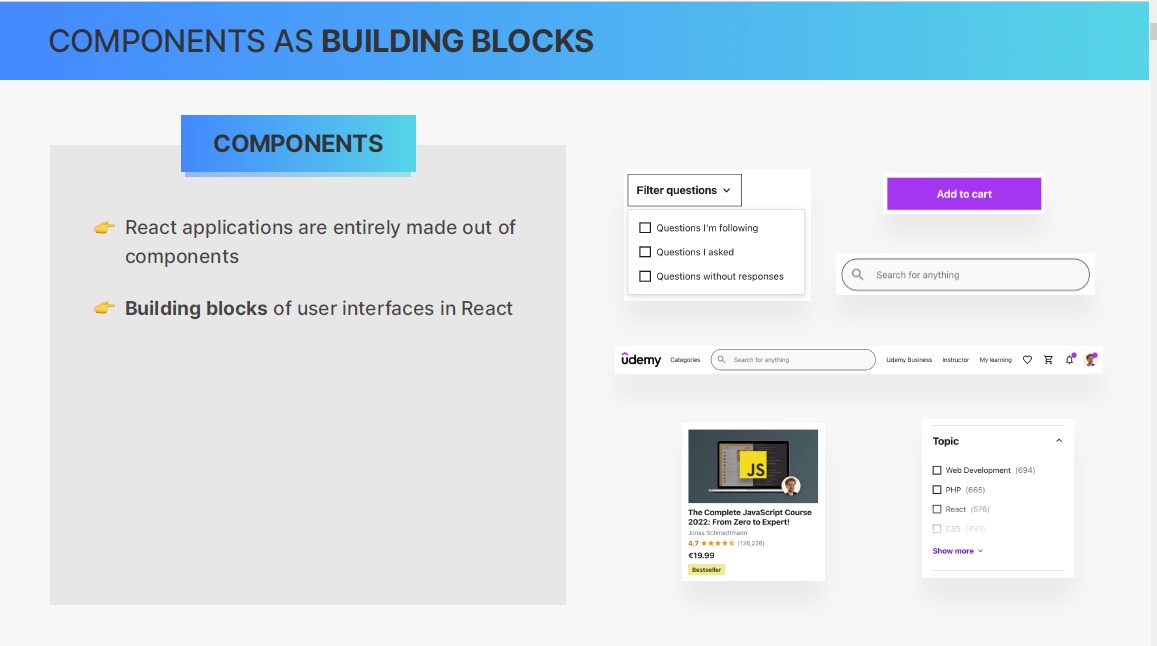 COMPONENTS AS BUILDING BLOCKS
COMPONENTS
👉 React applications are entirely made out of
components
👉 Building blocks of user interfaces in React
Filter questions
Questions I'm following
Questions I asked
Questions without responses
Add to cart
Search for anything
ûdemy Categories Search for anything Udemy Business Instructor My learning
JS
The Complete JavaScript Course
2022: From Zero to Expert!
Jonas Schmedtmann
4.7 ★★★★★ (136,226)
€19.99
Bestseller
Topic
Web Development (694)
PHP (665)
React (576)
CSS (493)
Show more